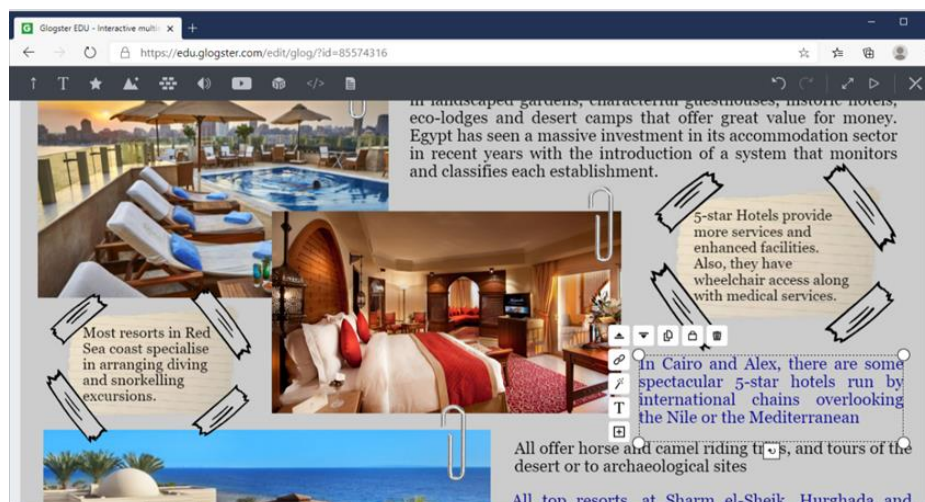 Glogster EDU - Interactive multi
https://edu.glogster.com/edit/glog/?id=85574316
in landscaped gardens, characterful guesthouses, historic hotels,
eco-lodges and desert camps that offer great value for money.
Egypt has seen a massive investment in its accommodation sector
in recent years with the introduction of a system that monitors
and classifies each establishment.
5-star Hotels provide
more services and
enhanced facilities.
Also, they have
wheelchair access along
with medical services.
Most resorts in Red
Sea coast specialise
in arranging diving
and snorkelling
excursions.
In Cairo and Alex, there are some
spectacular 5-star hotels run by
international chains overlooking
the Nile or the Mediterranean
All offer horse and camel riding and tours of the
desert or to archaeological sites
All top resorts, at Sharm el-Sheik, Hurghada and